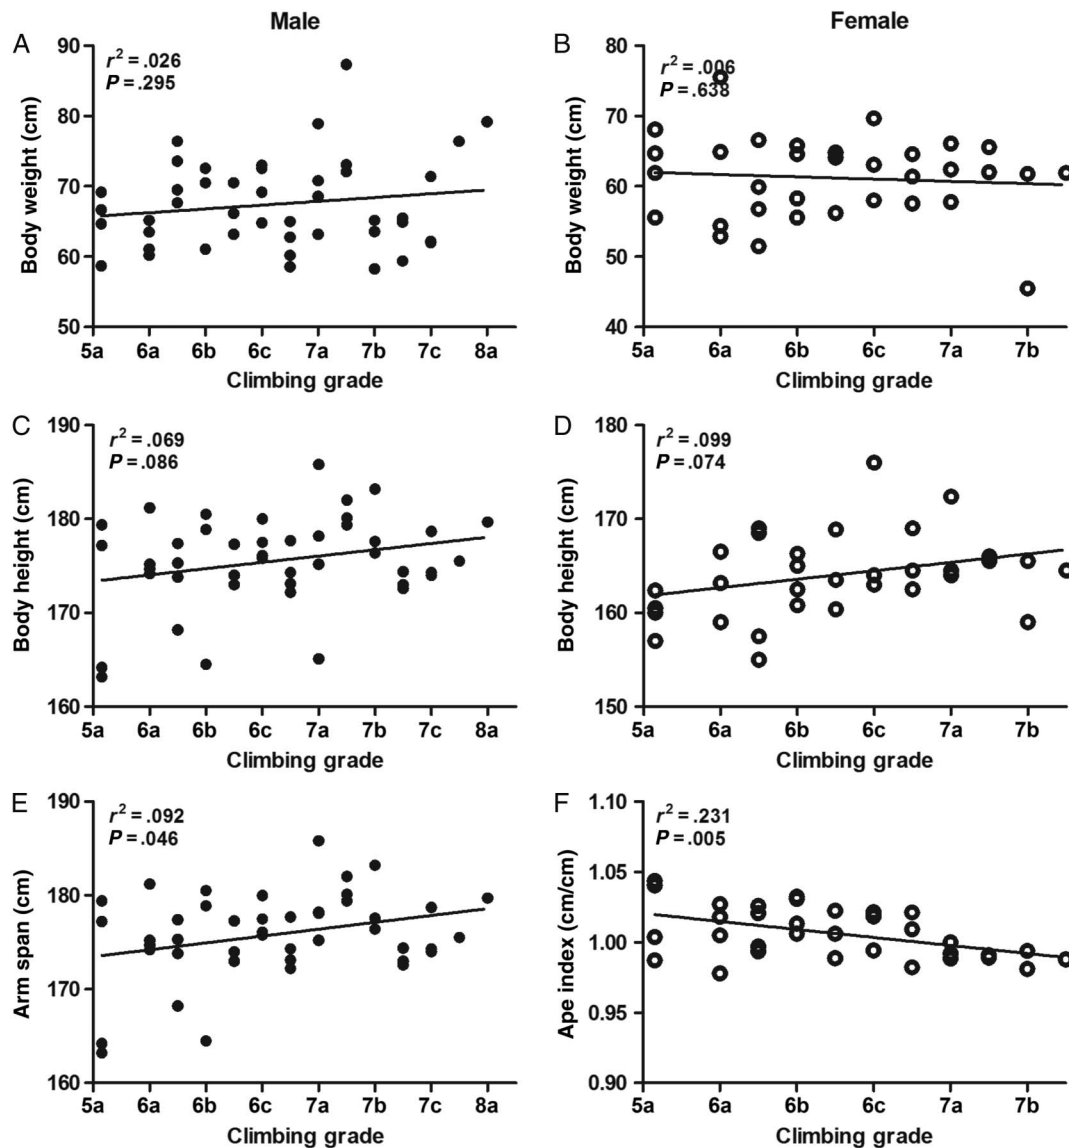 Male
Female
A
r² = .026
P = .295
Body weight (cm)
90
80
70
60
50
5a 6a 6b 6c 7a 7b 7c 8a
Climbing grade
B
r² = .006
P = .638
Body weight (cm)
80
70
60
50
40
5a 6a 6b 6c 7a 7b
Climbing grade
C
r² = .069
P = .086
Body height (cm)
190
180
170
160
5a 6a 6b 6c 7a 7b 7c 8a
Climbing grade
D
r² = .099
P = .074
Body height (cm)
180
170
160
150
5a 6a 6b 6c 7a 7b
Climbing grade
E
r² = .092
P = .046
Arm span (cm)
190
180
170
160
5a 6a 6b 6c 7a 7b 7c 8a
Climbing grade
F
r² = .231
P = .005
Ape index (cm/cm)
1.10
1.05
1.00
0.95
0.90
5a 6a 6b 6c 7a 7b
Climbing grade